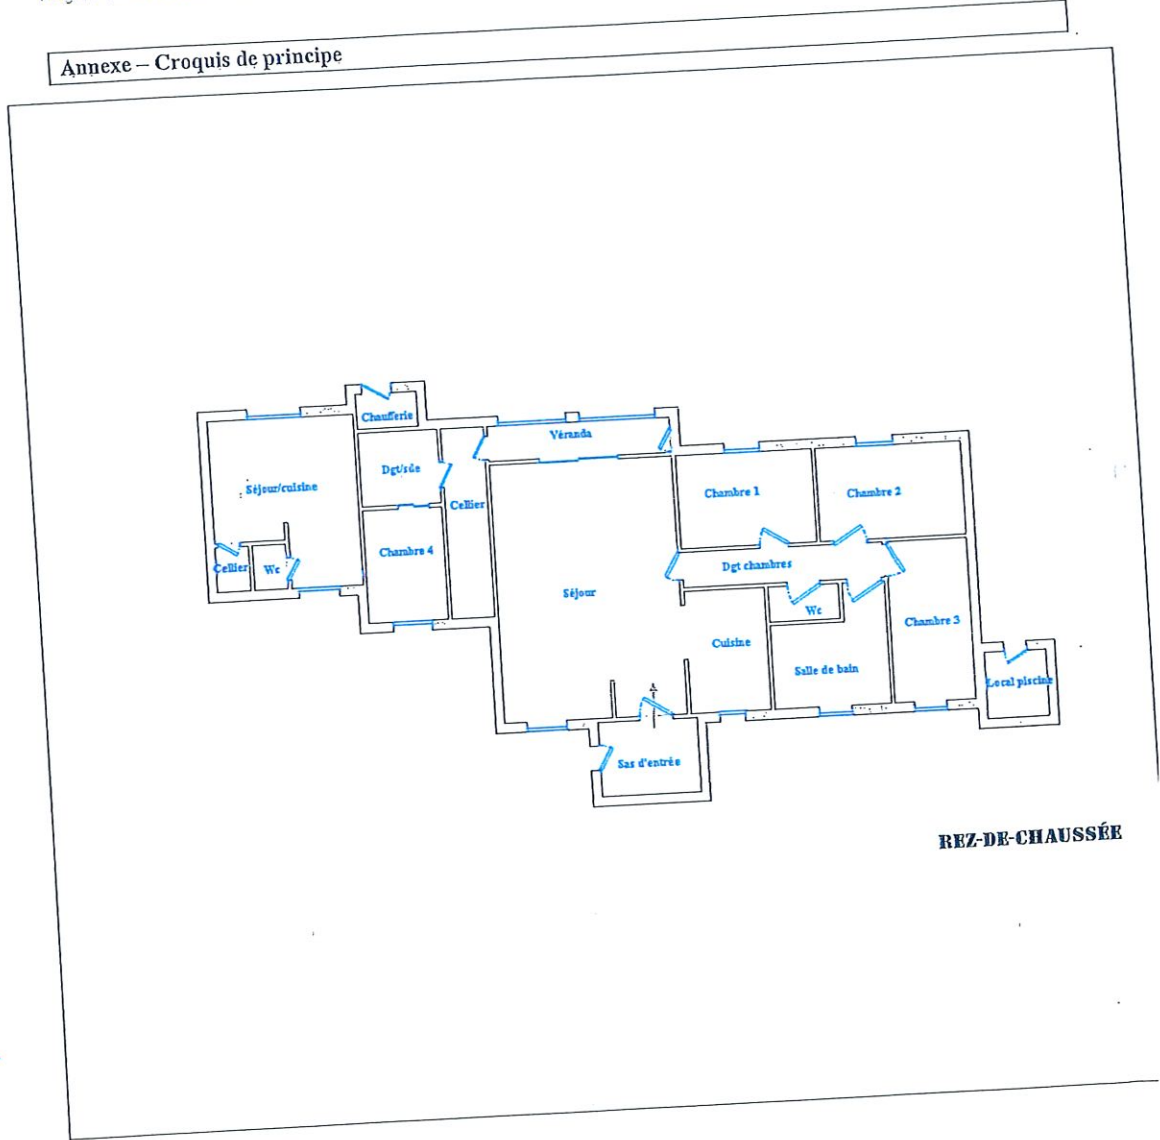 Annexe – Croquis de principe
Chaufferie
Véranda
Dgt/sde
Séjour/cuisine
Cellier
Chambre 1
Chambre 2
Chambre 4
Cellier
Wc
Dgt chambres
Séjour
Wc
Chambre 3
Cuisine
Salle de bain
Local piscine
Sas d'entrée
REZ-DE-CHAUSSÉE